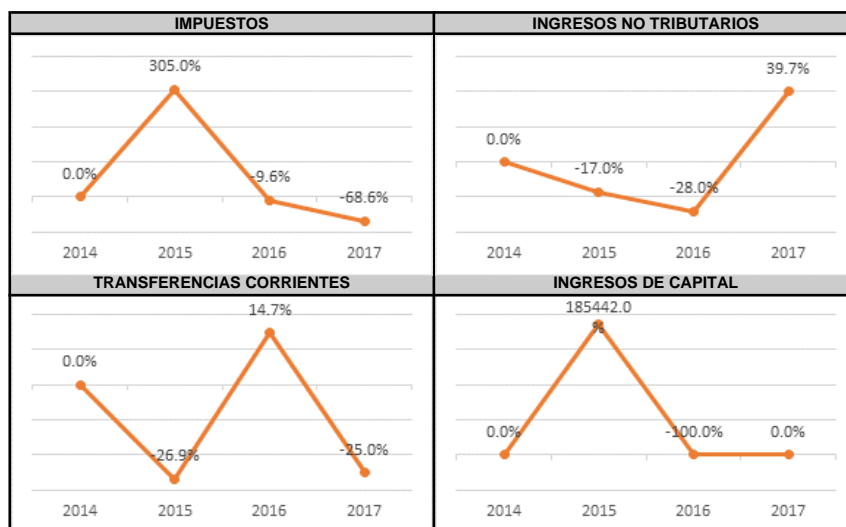 IMPUESTOS
305.0%
0.0%
-9.6%
-68.6%
2014 2015 2016 2017
INGRESOS NO TRIBUTARIOS
39.7%
0.0%
-17.0%
-28.0%
2014 2015 2016 2017
TRANSFERENCIAS CORRIENTES
14.7%
0.0%
-26.9%
-25.0%
2014 2015 2016 2017
INGRESOS DE CAPITAL
185442.0
%
0.0%
-100.0%
0.0%
2014 2015 2016 2017